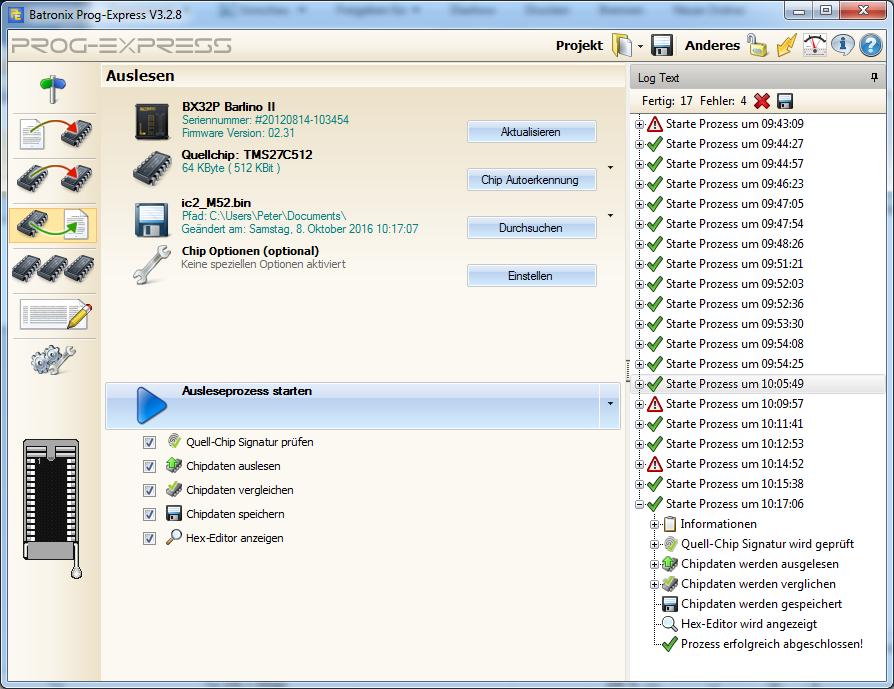 Batronix Prog-Express V3.2.8
PROG-EXPRESS
Projekt
Anderes
Auslesen
BX32P Barlino II
Seriennummer: #20120814-103454
Firmware Version: 02.31
Aktualisieren
Quellchip: TMS27C512
64 KByte ( 512 KBit )
Chip Autoerkennung
ic2_M52.bin
Pfad: C:\Users\Peter\Documents\
Geändert am: Samstag, 8. Oktober 2016 10:17:07
Durchsuchen
Chip Optionen (optional)
Keine speziellen Optionen aktiviert
Einstellen
Ausleseprozess starten
Quell-Chip Signatur prüfen
Chipdaten auslesen
Chipdaten vergleichen
Chipdaten speichern
Hex-Editor anzeigen
1
Log Text
Fertig: 17 Fehler: 4
Starte Prozess um 09:43:09
Starte Prozess um 09:44:27
Starte Prozess um 09:44:57
Starte Prozess um 09:46:23
Starte Prozess um 09:47:05
Starte Prozess um 09:47:54
Starte Prozess um 09:48:26
Starte Prozess um 09:51:21
Starte Prozess um 09:52:03
Starte Prozess um 09:52:36
Starte Prozess um 09:53:30
Starte Prozess um 09:54:08
Starte Prozess um 09:54:25
Starte Prozess um 10:05:49
Starte Prozess um 10:09:57
Starte Prozess um 10:11:41
Starte Prozess um 10:12:53
Starte Prozess um 10:14:52
Starte Prozess um 10:15:38
Starte Prozess um 10:17:06
Informationen
Quell-Chip Signatur wird geprüft
Chipdaten werden ausgelesen
Chipdaten werden verglichen
Chipdaten werden gespeichert
Hex-Editor wird angezeigt
Prozess erfolgreich abgeschlossen!